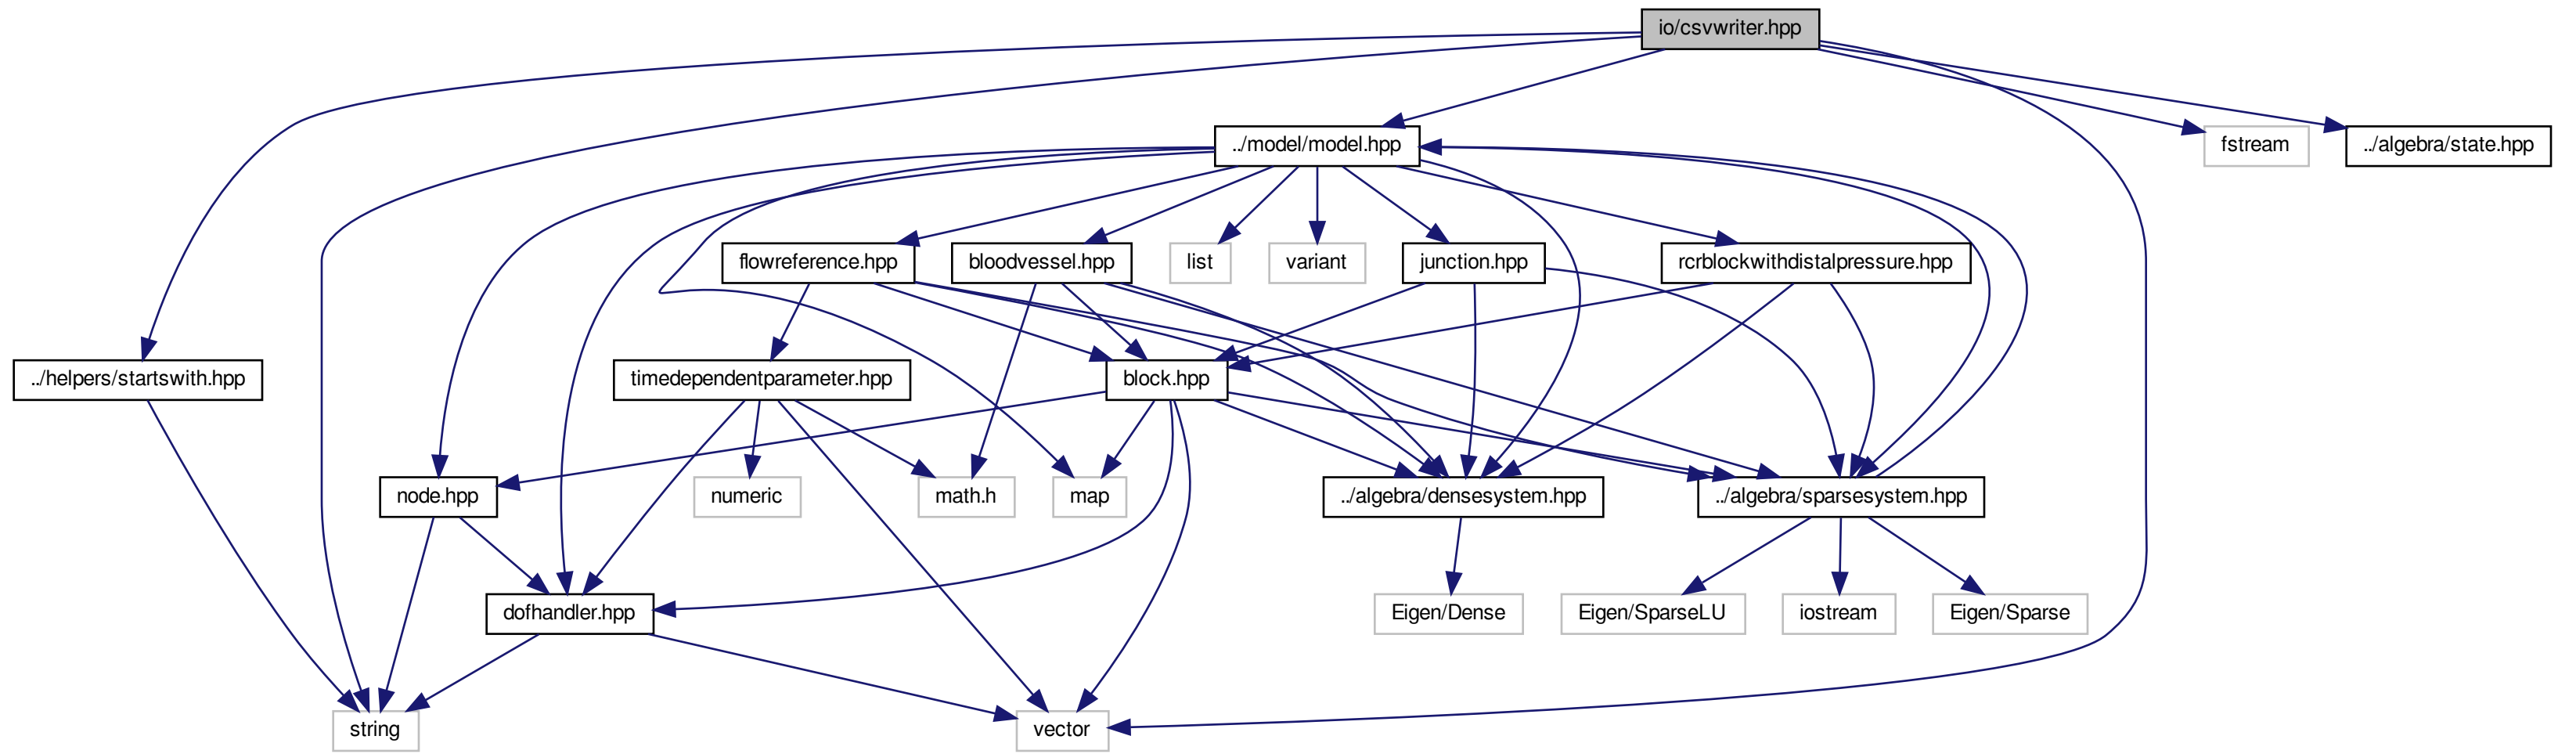 io/csvwriter.hpp
../model/model.hpp
fstream
../algebra/state.hpp
flowreference.hpp
bloodvessel.hpp
list
variant
junction.hpp
rcrblockwithdistalpressure.hpp
../helpers/startswith.hpp
timedependentparameter.hpp
block.hpp
node.hpp
numeric
math.h
map
../algebra/densesystem.hpp
../algebra/sparsesystem.hpp
dofhandler.hpp
Eigen/Dense
Eigen/SparseLU
iostream
Eigen/Sparse
string
vector